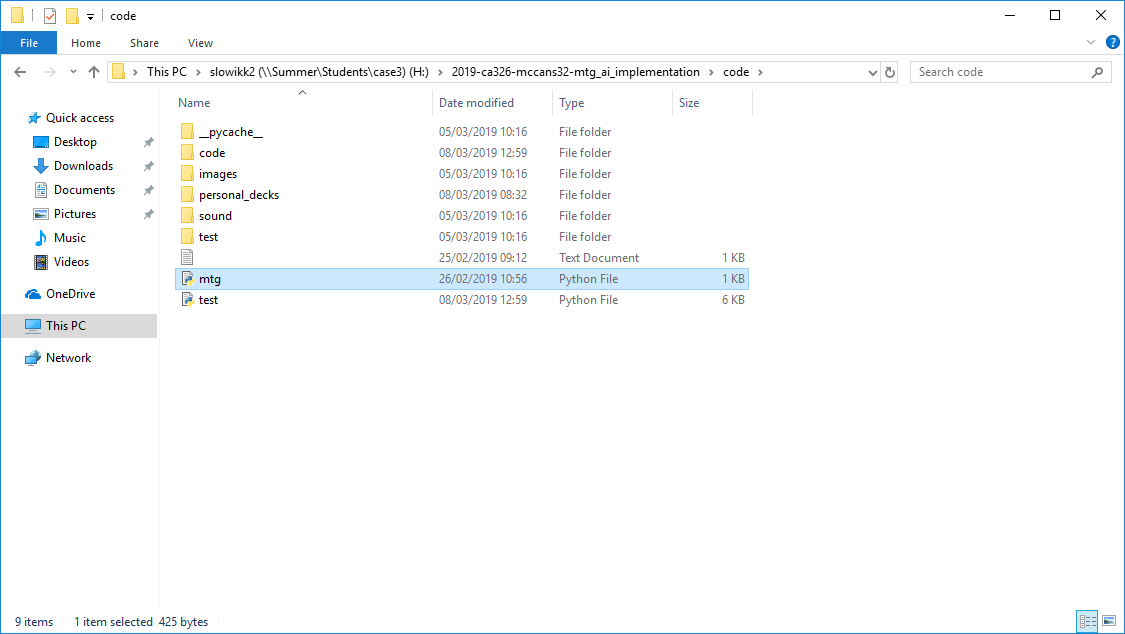 code
File Home Share View
This PC > slowikk2 (\\Summer\Students\case3) (H:) > 2019-ca326-mccans32-mtg_ai_implementation > code >
Search code
Name Date modified Type Size
Quick access
Desktop
Downloads
Documents
Pictures
Music
Videos
OneDrive
This PC
Network
__pycache__ 05/03/2019 10:16 File folder
code 08/03/2019 12:59 File folder
images 05/03/2019 10:16 File folder
personal_decks 08/03/2019 08:32 File folder
sound 05/03/2019 10:16 File folder
test 05/03/2019 10:16 File folder
25/02/2019 09:12 Text Document 1 KB
mtg 26/02/2019 10:56 Python File 1 KB
test 08/03/2019 12:59 Python File 6 KB
9 items 1 item selected 425 bytes